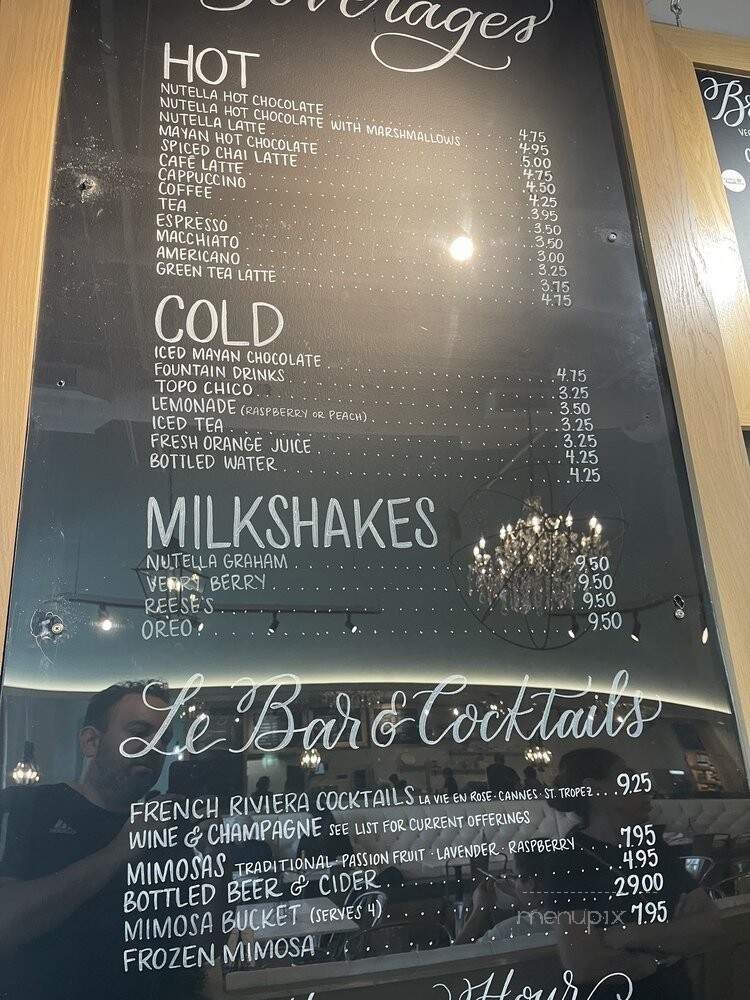 Beverages
HOT
NUTELLA HOT CHOCOLATE 4.75
NUTELLA HOT CHOCOLATE WITH MARSHMALLOWS 4.95
NUTELLA LATTE 5.00
MAYAN HOT CHOCOLATE 4.75
SPICED CHAI LATTE 4.50
CAFÉ LATTE 4.25
CAPPUCCINO 3.95
COFFEE 3.50
TEA 3.50
ESPRESSO 3.00
MACCHIATO 3.25
AMERICANO 3.75
GREEN TEA LATTE 4.75
COLD
ICED MAYAN CHOCOLATE 4.75
FOUNTAIN DRINKS 3.25
TOPO CHICO 3.50
LEMONADE (RASPBERRY OR PEACH) 3.25
ICED TEA 3.25
FRESH ORANGE JUICE 4.25
BOTTLED WATER 4.25
MILKSHAKES
NUTELLA GRAHAM 9.50
VERRY BERRY 9.50
REESE'S 9.50
OREO 9.50
Le Bar & Cocktails
FRENCH RIVIERA COCKTAILS LA VIE EN ROSE · CANNES · ST. TROPEZ ...9.25
WINE & CHAMPAGNE SEE LIST FOR CURRENT OFFERINGS
MIMOSAS TRADITIONAL · PASSION FRUIT · LAVENDER · RASPBERRY 7.95
BOTTLED BEER & CIDER 4.95
MIMOSA BUCKET (SERVES 4) 29.00
FROZEN MIMOSA 7.95
menupix
Hour